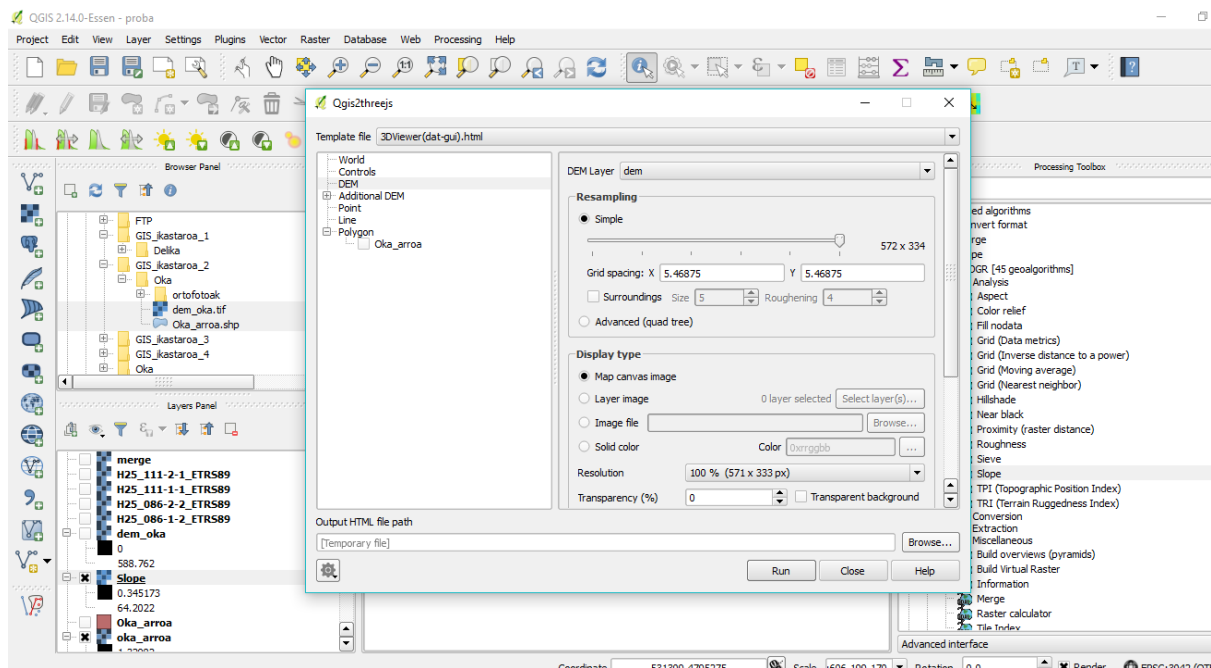 QGIS 2.14.0-Essen - proba
Project Edit View Layer Settings Plugins Vector Raster Database Web Processing Help
Qgis2threejs
Template file 3DViewer(dat-gui).html
World
Controls
DEM
Additional DEM
Point
Line
Polygon
Oka_arroa
DEM Layer dem
Resampling
Simple
572 x 334
Grid spacing: X 5.46875 Y 5.46875
Surroundings Size 5 Roughening 4
Advanced (quad tree)
Display type
Map canvas image
Layer image 0 layer selected Select layer(s)...
Image file Browse...
Solid color Color 0xrrggbb ...
Resolution 100 % (571 x 333 px)
Transparency (%) 0 Transparent background
Output HTML file path
[Temporary file] Browse...
Run Close Help
Browser Panel
FTP
GIS_ikastaroa_1
Delika
GIS_ikastaroa_2
Oka
ortofotoak
dem_oka.tif
Oka_arroa.shp
GIS_ikastaroa_3
GIS_ikastaroa_4
Oka
Layers Panel
merge
H25_111-2-1_ETRS89
H25_111-1-1_ETRS89
H25_086-2-2_ETRS89
H25_086-1-2_ETRS89
dem_oka
0
588.762
Slope
0.345173
64.2022
Oka_arroa
oka_arroa
Processing Toolbox
ed algorithms
nvert format
rge
pe
OGR [45 geoalgorithms]
Analysis
Aspect
Color relief
Fill nodata
Grid (Data metrics)
Grid (Inverse distance to a power)
Grid (Moving average)
Grid (Nearest neighbor)
Hillshade
Near black
Proximity (raster distance)
Roughness
Sieve
Slope
TPI (Topographic Position Index)
TRI (Terrain Ruggedness Index)
Conversion
Extraction
Miscellaneous
Build overviews (pyramids)
Build Virtual Raster
Information
Merge
Raster calculator
Tile Index
Advanced interface
Coordinate Scale Rotation 0.0 Render